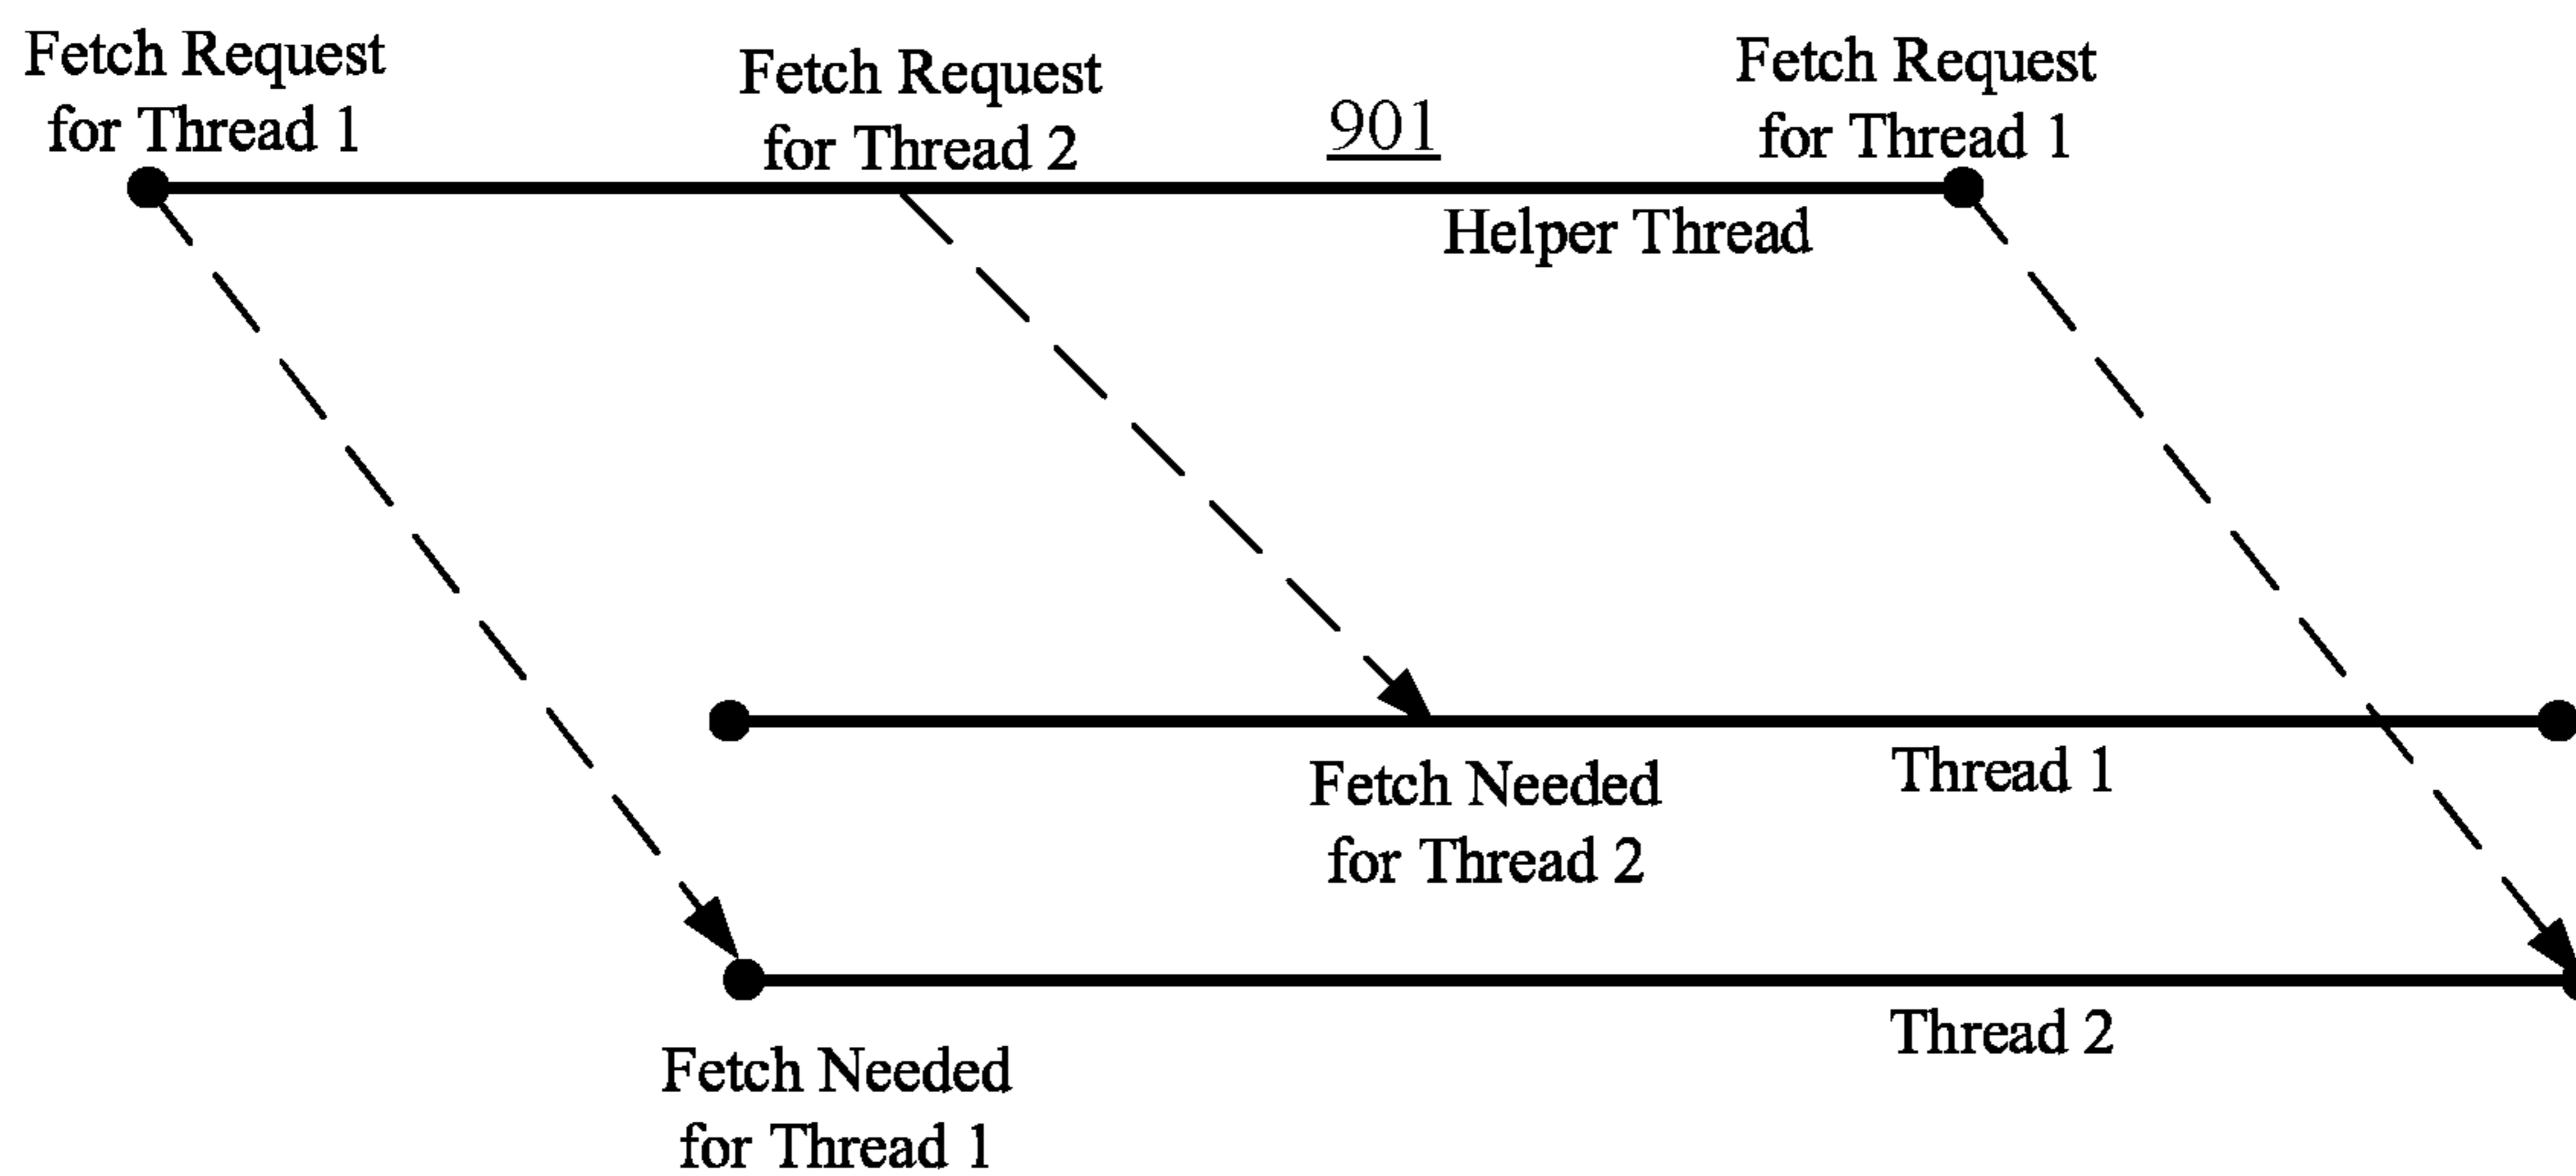 Fetch Request
for Thread 1
Fetch Request
for Thread 2
901
Fetch Request
for Thread 1
Helper Thread
Fetch Needed
for Thread 2
Thread 1
Fetch Needed
for Thread 1
Thread 2